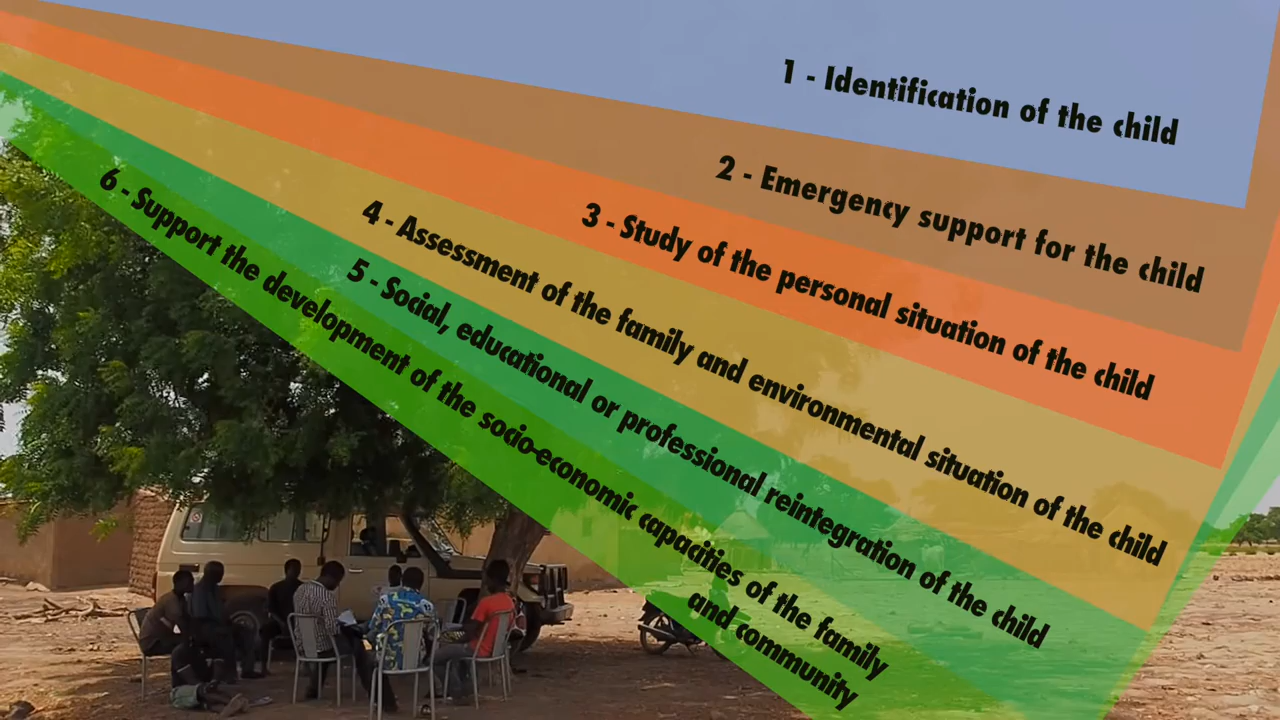 1 - Identification of the child
2 - Emergency support for the child
3 - Study of the personal situation of the child
4 - Assessment of the family and environmental situation of the child
5 - Social, educational or professional reintegration of the child
6 - Support the development of the socio-economic capacities of the family
and community